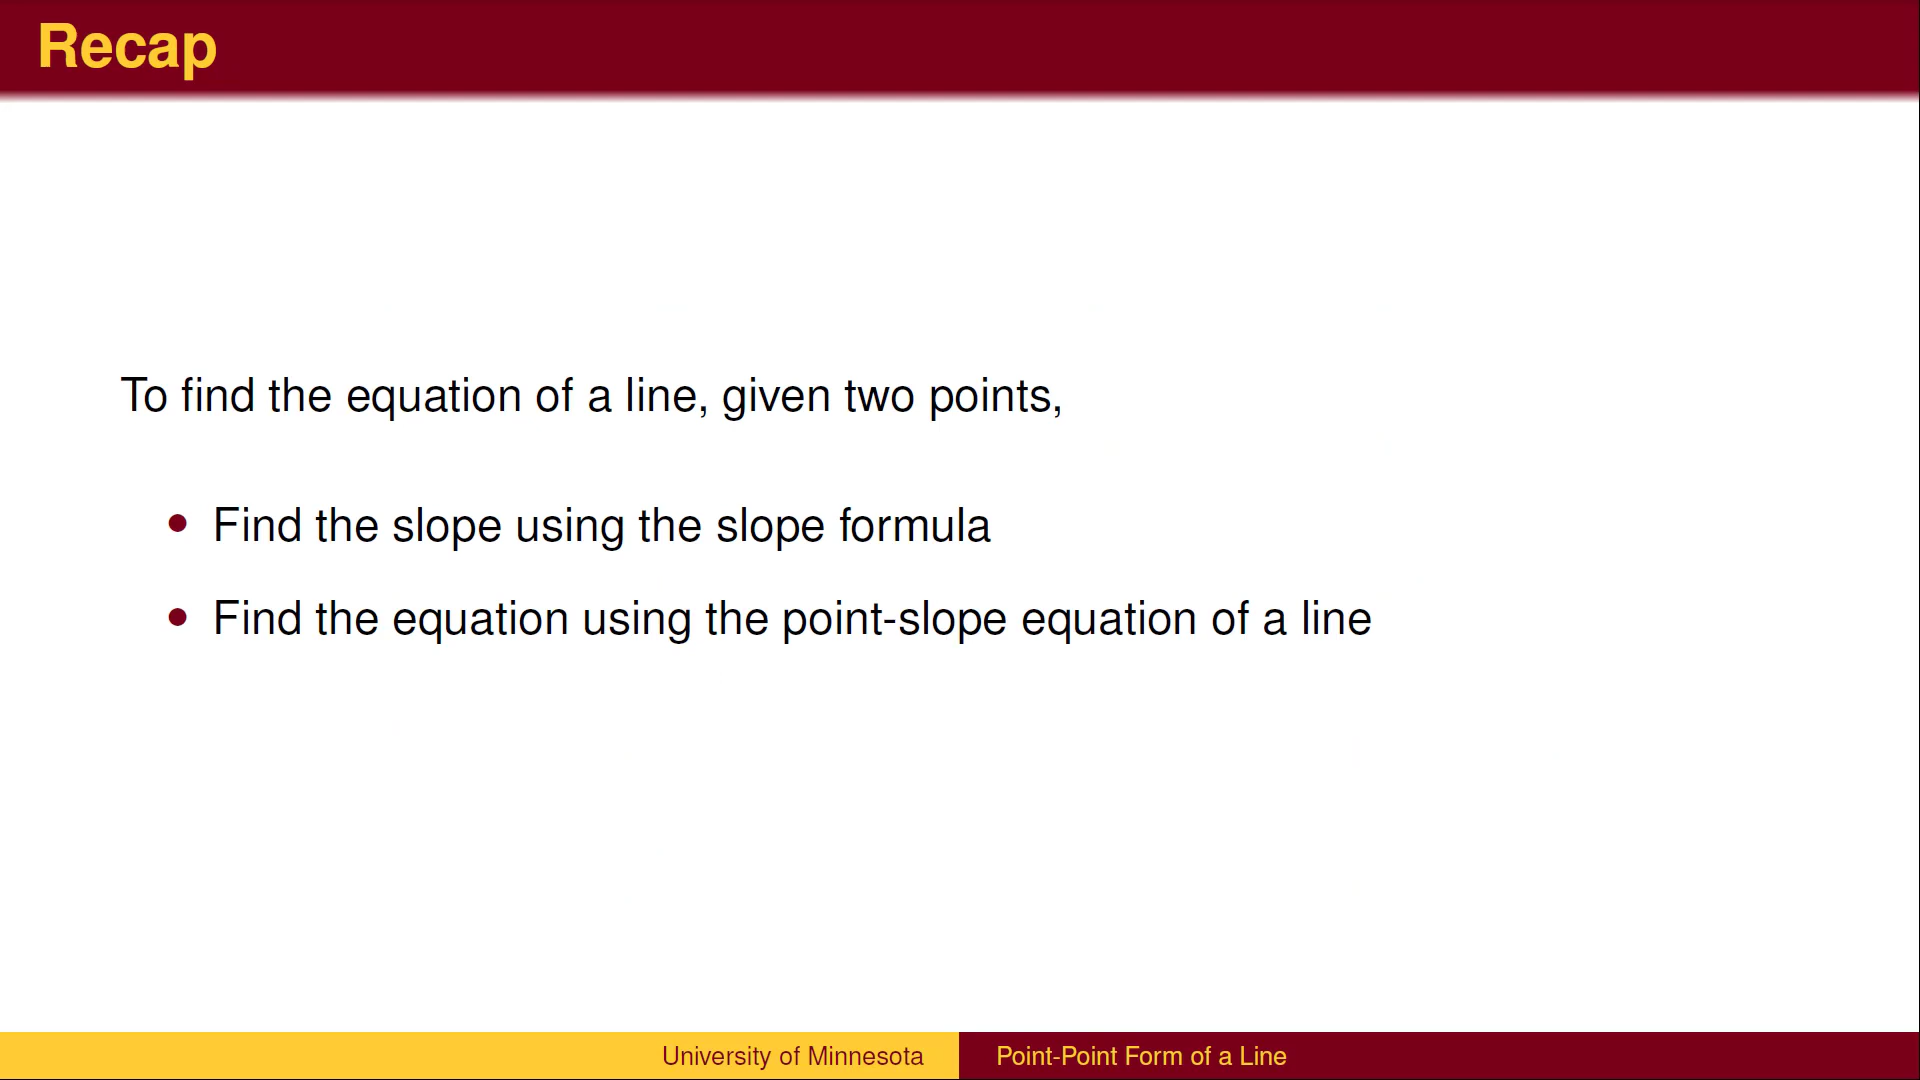 Recap
To find the equation of a line, given two points,
• Find the slope using the slope formula
• Find the equation using the point-slope equation of a line
University of Minnesota
Point-Point Form of a Line